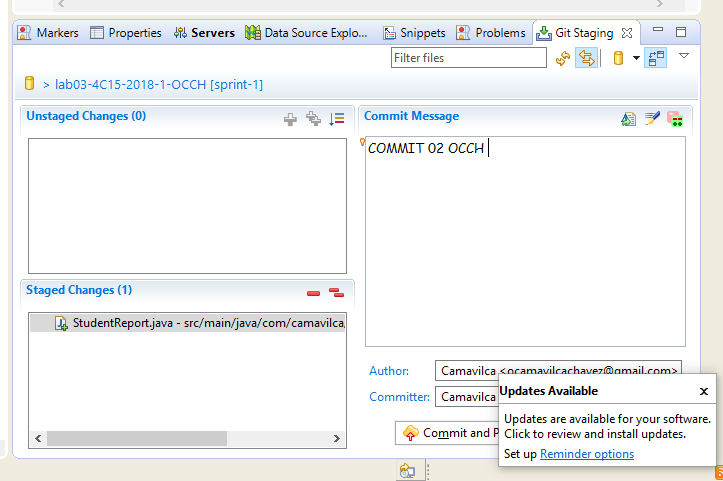 Markers Properties Servers Data Source Explo... Snippets Problems Git Staging
Filter files
> lab03-4C15-2018-1-OCCH [sprint-1]
Unstaged Changes (0)
Commit Message
COMMIT 02 OCCH
Staged Changes (1)
StudentReport.java - src/main/java/com/camavilca
Author: Camavilca <ocamavilcachavez@gmail.com>
Committer: Camavilca
Commit and P
Updates Available
Updates are available for your software.
Click to review and install updates.
Set up Reminder options